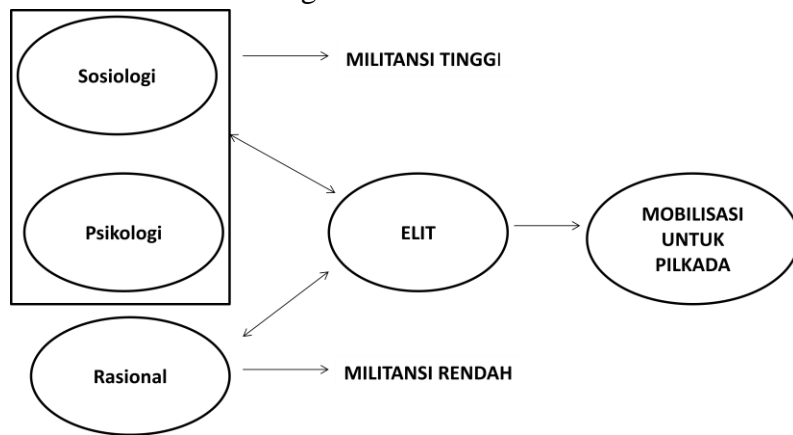 Sosiologi
MILITANSI TINGGI
Psikologi
ELIT
MOBILISASI
UNTUK
PILKADA
Rasional
MILITANSI RENDAH